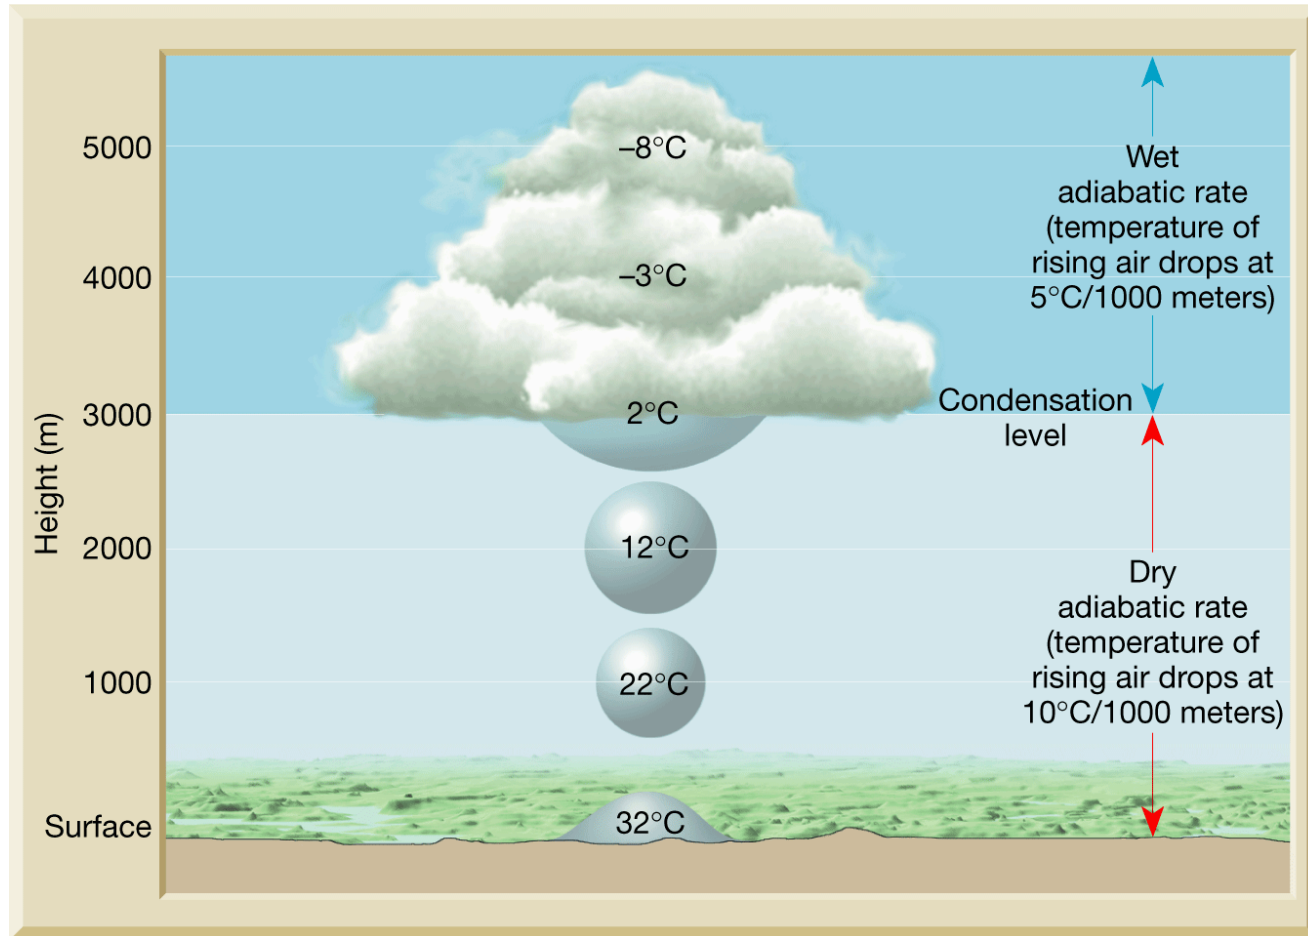 5000
4000
3000
2000
1000
Surface
Height (m)
–8°C
–3°C
2°C
12°C
22°C
32°C
Condensation
level
Wet
adiabatic rate
(temperature of
rising air drops at
5°C/1000 meters)
Dry
adiabatic rate
(temperature of
rising air drops at
10°C/1000 meters)